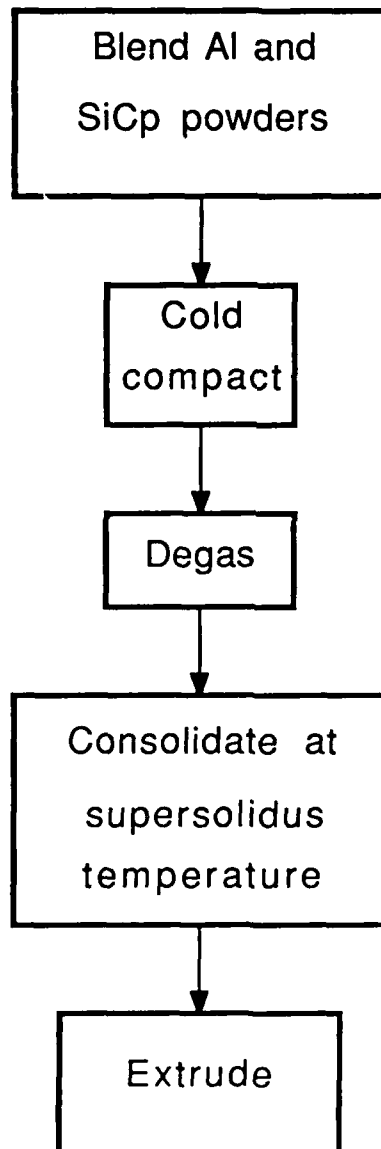 Blend Al and
SiCp powders
Cold
compact
Degas
Consolidate at
supersolidus
temperature
Extrude